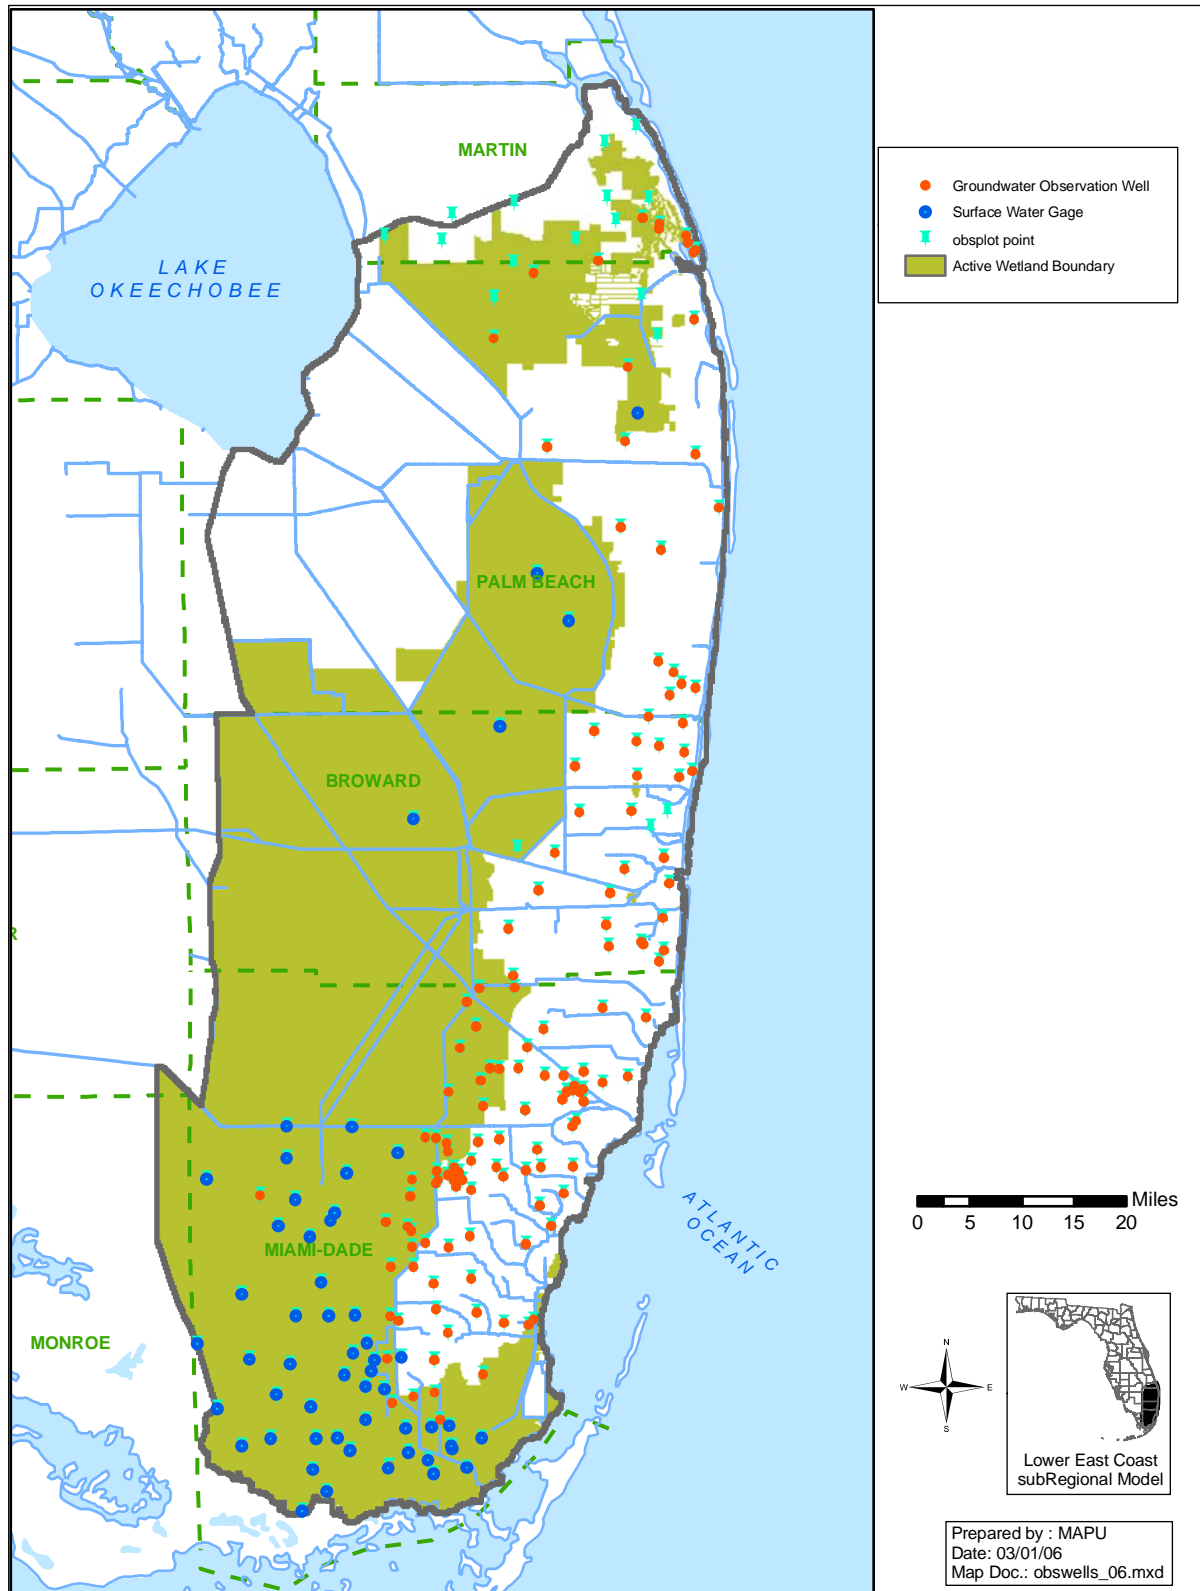 MARTIN
LAKE
OKEECHOBEE
PALM BEACH
BROWARD
R
MIAMI-DADE
MONROE
ATLANTIC
OCEAN
Groundwater Observation Well
Surface Water Gage
obsplot point
Active Wetland Boundary
Miles
0 5 10 15 20
N
W E
S
Lower East Coast
subRegional Model
Prepared by : MAPU
Date: 03/01/06
Map Doc.: obswells_06.mxd